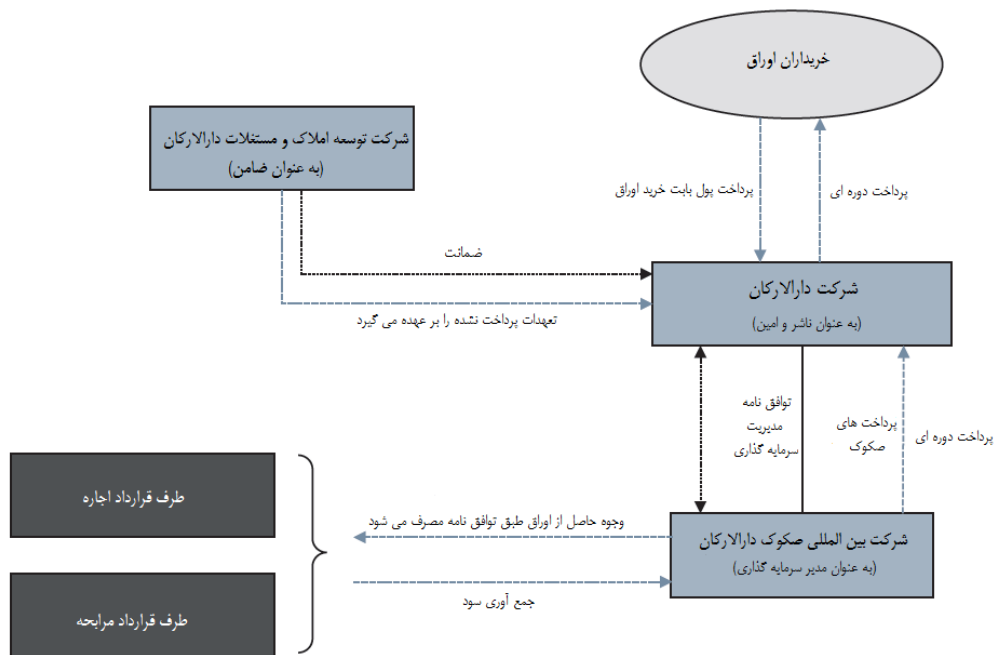 خریداران اوراق
شرکت توسعه املاک و مستغلات دارالارکان
(به عنوان ضامن)
پرداخت پول بابت خرید اوراق
پرداخت دوره ای
ضمانت
تعهدات پرداخت نشده را بر عهده می گیرد
شرکت دارالارکان
(به عنوان ناشر و امین)
توافق نامه
مدیریت
سرمایه گذاری
پرداخت های
صکوک
پرداخت دوره ای
طرف قرارداد اجاره
وجوه حاصل از اوراق طبق توافق نامه مصرف می شود
شرکت بین المللی صکوک دارالارکان
(به عنوان مدیر سرمایه گذاری)
جمع آوری سود
طرف قرارداد مرابحه